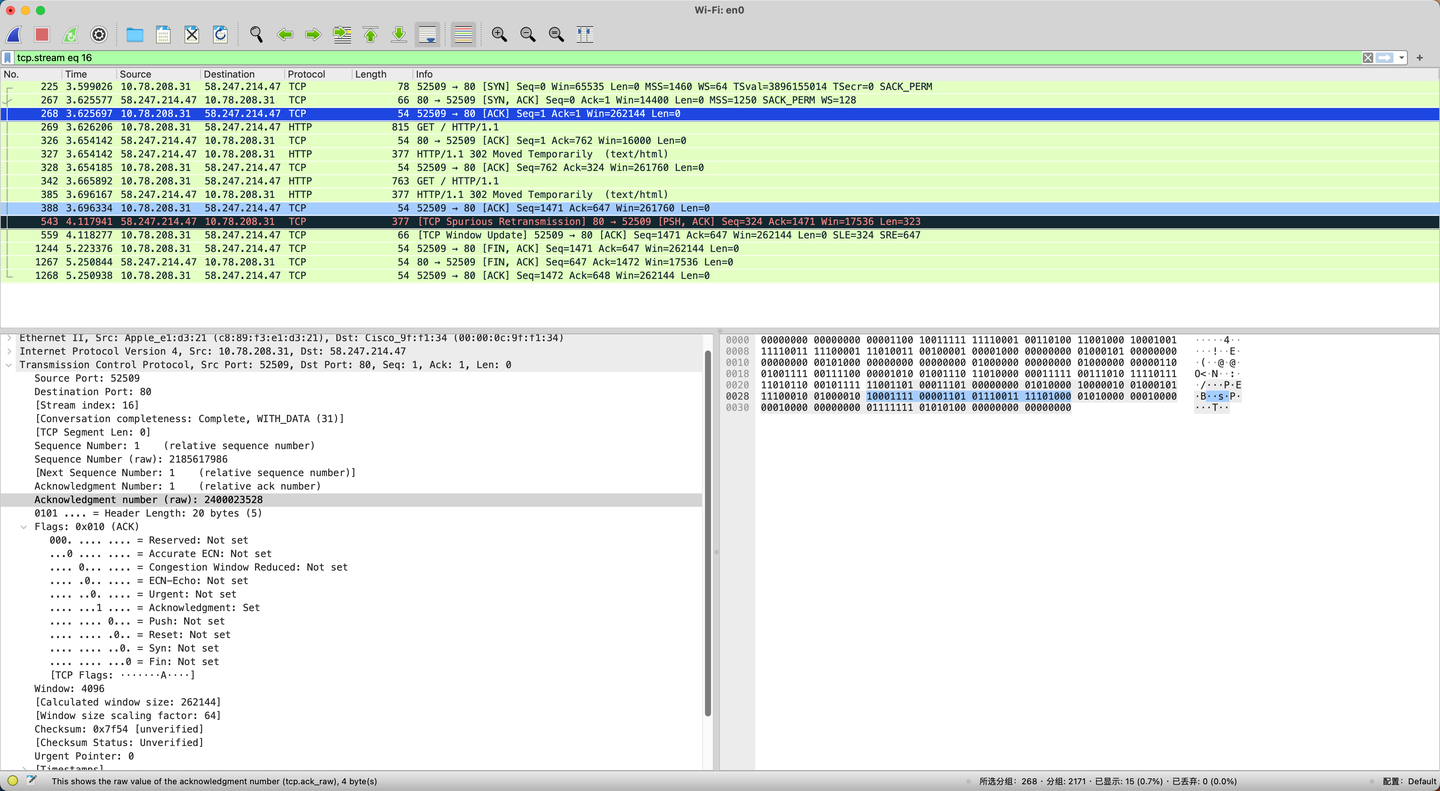 Wi-Fi: en0
tcp.stream eq 16
No. Time Source Destination Protocol Length Info
225 3.599026 10.78.208.31 58.247.214.47 TCP 78 52509 → 80 [SYN] Seq=0 Win=65535 Len=0 MSS=1460 WS=64 TSval=3896155014 TSecr=0 SACK_PERM
267 3.625577 58.247.214.47 10.78.208.31 TCP 66 80 → 52509 [SYN, ACK] Seq=0 Ack=1 Win=14400 Len=0 MSS=1250 SACK_PERM WS=128
268 3.625697 10.78.208.31 58.247.214.47 TCP 54 52509 → 80 [ACK] Seq=1 Ack=1 Win=262144 Len=0
269 3.626206 10.78.208.31 58.247.214.47 HTTP 815 GET / HTTP/1.1
326 3.654142 58.247.214.47 10.78.208.31 TCP 54 80 → 52509 [ACK] Seq=1 Ack=762 Win=16000 Len=0
327 3.654142 58.247.214.47 10.78.208.31 HTTP 377 HTTP/1.1 302 Moved Temporarily (text/html)
328 3.654185 10.78.208.31 58.247.214.47 TCP 54 52509 → 80 [ACK] Seq=762 Ack=324 Win=261760 Len=0
342 3.665892 10.78.208.31 58.247.214.47 HTTP 763 GET / HTTP/1.1
385 3.696167 58.247.214.47 10.78.208.31 HTTP 377 HTTP/1.1 302 Moved Temporarily (text/html)
388 3.696334 10.78.208.31 58.247.214.47 TCP 54 52509 → 80 [ACK] Seq=1471 Ack=647 Win=261760 Len=0
543 4.117941 58.247.214.47 10.78.208.31 TCP 377 [TCP Spurious Retransmission] 80 → 52509 [PSH, ACK] Seq=324 Ack=1471 Win=17536 Len=323
559 4.118277 10.78.208.31 58.247.214.47 TCP 66 [TCP Window Update] 52509 → 80 [ACK] Seq=1471 Ack=647 Win=262144 Len=0 SLE=324 SRE=647
1244 5.223376 10.78.208.31 58.247.214.47 TCP 54 52509 → 80 [FIN, ACK] Seq=1471 Ack=647 Win=262144 Len=0
1267 5.250844 58.247.214.47 10.78.208.31 TCP 54 80 → 52509 [FIN, ACK] Seq=647 Ack=1472 Win=17536 Len=0
1268 5.250938 10.78.208.31 58.247.214.47 TCP 54 52509 → 80 [ACK] Seq=1472 Ack=648 Win=262144 Len=0
Ethernet II, Src: Apple_e1:d3:21 (c8:89:f3:e1:d3:21), Dst: Cisco_9f:f1:34 (00:00:0c:9f:f1:34)
Internet Protocol Version 4, Src: 10.78.208.31, Dst: 58.247.214.47
Transmission Control Protocol, Src Port: 52509, Dst Port: 80, Seq: 1, Ack: 1, Len: 0
Source Port: 52509
Destination Port: 80
[Stream index: 16]
[Conversation completeness: Complete, WITH_DATA (31)]
[TCP Segment Len: 0]
Sequence Number: 1 (relative sequence number)
Sequence Number (raw): 2185617986
[Next Sequence Number: 1 (relative sequence number)]
Acknowledgment Number: 1 (relative ack number)
Acknowledgment number (raw): 2400023528
0101 .... = Header Length: 20 bytes (5)
Flags: 0x010 (ACK)
000. .... .... = Reserved: Not set
...0 .... .... = Accurate ECN: Not set
.... 0... .... = Congestion Window Reduced: Not set
.... .0.. .... = ECN-Echo: Not set
.... ..0. .... = Urgent: Not set
.... ...1 .... = Acknowledgment: Set
.... .... 0... = Push: Not set
.... .... .0.. = Reset: Not set
.... .... ..0. = Syn: Not set
.... .... ...0 = Fin: Not set
[TCP Flags: ·······A····]
Window: 4096
[Calculated window size: 262144]
[Window size scaling factor: 64]
Checksum: 0x7f54 [unverified]
[Checksum Status: Unverified]
Urgent Pointer: 0
[Timestamps]
0000 00000000 00000000 00001100 10011111 11110001 00110100 11001000 10001001 ·····4··
0008 11110011 11100001 11010011 00100001 00001000 00000000 01000101 00000000 ···!··E·
0010 00000000 00101000 00000000 00000000 01000000 00000000 01000000 00000110 ·(··@·@·
0018 01001111 00111100 00001010 01001110 11010000 00011111 00111010 11110111 O<·N··:·
0020 11010110 00101111 11001101 00011101 00000000 01010000 10000010 01000101 ·/···P·E
0028 11100010 01000010 10001111 00001101 01110011 11101000 01010000 00010000 ·B··s·P·
0030 00010000 00000000 01111111 01010100 00000000 00000000 ···T··
This shows the raw value of the acknowledgment number (tcp.ack_raw), 4 byte(s)
所选分组: 268 · 分组: 2171 · 已显示: 15 (0.7%) · 已丢弃: 0 (0.0%)
配置: Default